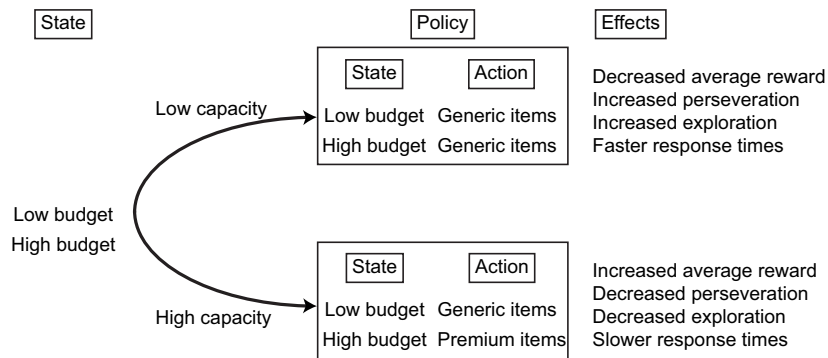 State Policy Effects
State Action
Low budget Generic items
High budget Generic items
Decreased average reward
Increased perseveration
Increased exploration
Faster response times
Low capacity
Low budget
High budget
High capacity
State Action
Low budget Generic items
High budget Premium items
Increased average reward
Decreased perseveration
Decreased exploration
Slower response times